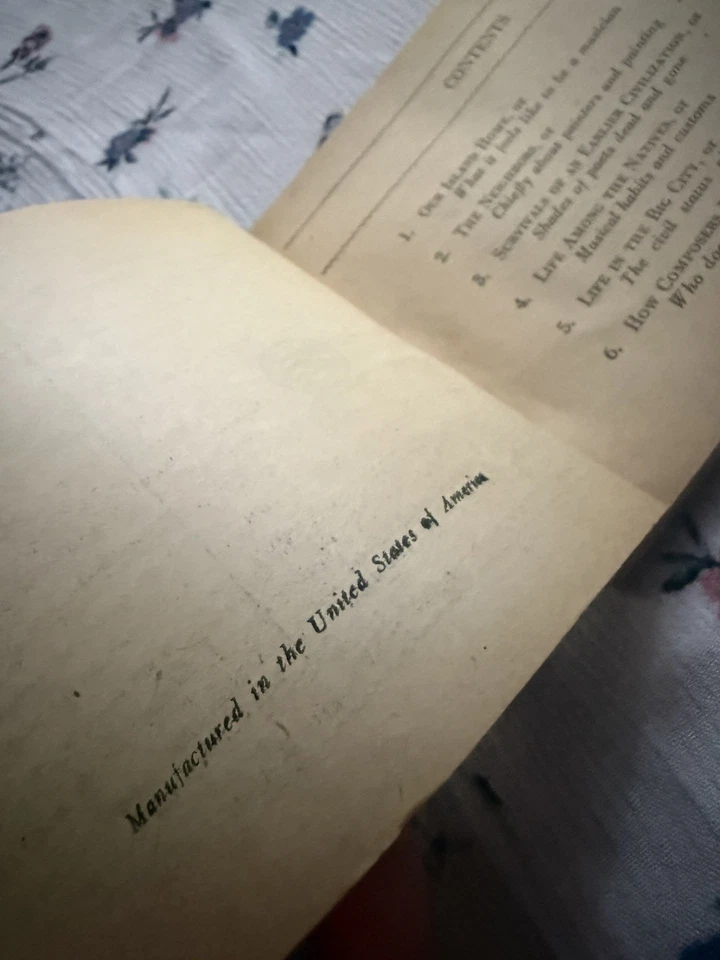 Manufactured in the United States of America
CONTENTS
1. Our Island Home, or
What it feels like to be a musician
2. The Neighbors, or
Chiefly about painters and painting
3. Survivals of an Earlier Civilization, or
Shades of poets dead and gone
4. Life Among the Natives, or
Musical habits and customs
5. Life in the Big City, or
The civil status
6. How Composers
Who